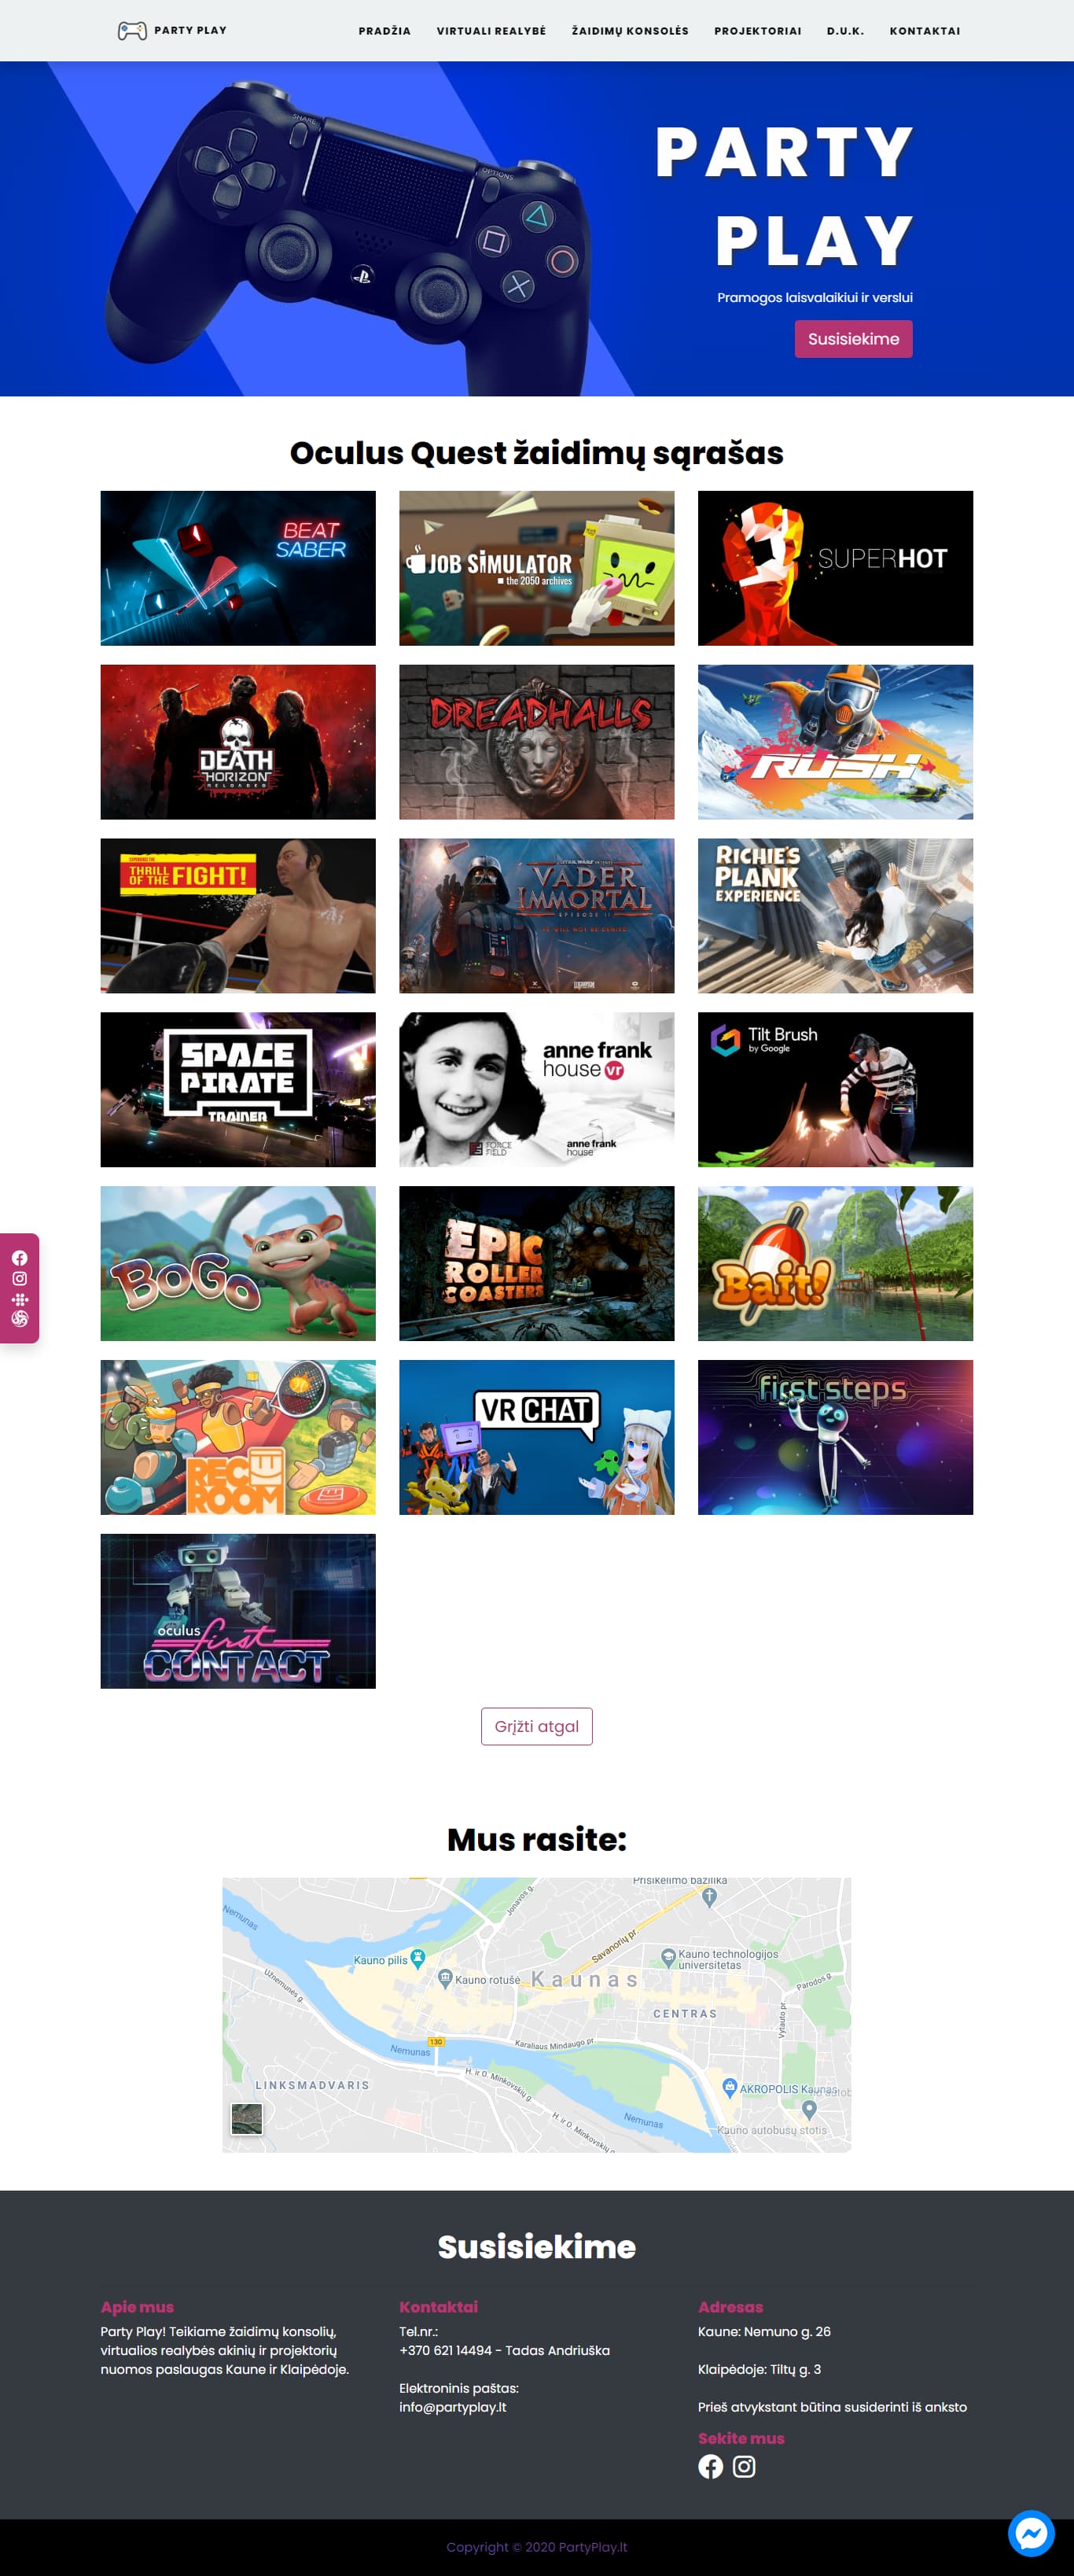 PARTY PLAY
PRADŽIA
VIRTUALI REALYBĖ
ŽAIDIMŲ KONSOLĖS
PROJEKTORIAI
D.U.K.
KONTAKTAI
SHARE
OPTIONS
PARTY
PLAY
Pramogos laisvalaikiui ir verslui
Susisiekime
Oculus Quest žaidimų sąrašas
BEAT
SABER
JOB SIMULATOR
the 2050 archives
SUPERHOT
DEATH
HORIZON
RELOADED
DREADHALLS
RUSH
THRILL
OF THE FIGHT!
VADER
IMMORTAL
EPISODE II
RICHIE'S
PLANK
EXPERIENCE
SPACE
PIRATE
TRAINER
anne frank
house vr
FORCE
FIELD
anne frank
house
Tilt Brush
by Google
BOGO
EPIC
ROLLER
COASTERS
Bait!
REC
ROOM
VR CHAT
first steps
oculus
first
CONTACT
Grįžti atgal
Mus rasite:
Prisikėlimo bazilika
Jonavos g.
Nemunas
Savanorių pr.
Kauno pilis
Kauno technologijos
universitetas
Kauno rotušė
Kaunas
Užnemunės g.
Parodos g.
CENTRAS
Vytauto pr.
130
Karaliaus Mindaugo pr.
Nemunas
H. ir O. Minkovskių g.
LINKSMADVARIS
AKROPOLIS Kaunas
H. ir O. Minkovskių g.
Nemunas
Kauno autobusų stotis
Susisiekime
Apie mus
Party Play! Teikiame žaidimų konsolių,
virtualios realybės akinių ir projektorių
nuomos paslaugas Kaune ir Klaipėdoje.
Kontaktai
Tel.nr.:
+370 621 14494 - Tadas Andriuška
Elektroninis paštas:
info@partyplay.lt
Adresas
Kaune: Nemuno g. 26
Klaipėdoje: Tiltų g. 3
Prieš atvykstant būtina susiderinti iš anksto
Sekite mus
Copyright © 2020 PartyPlay.lt